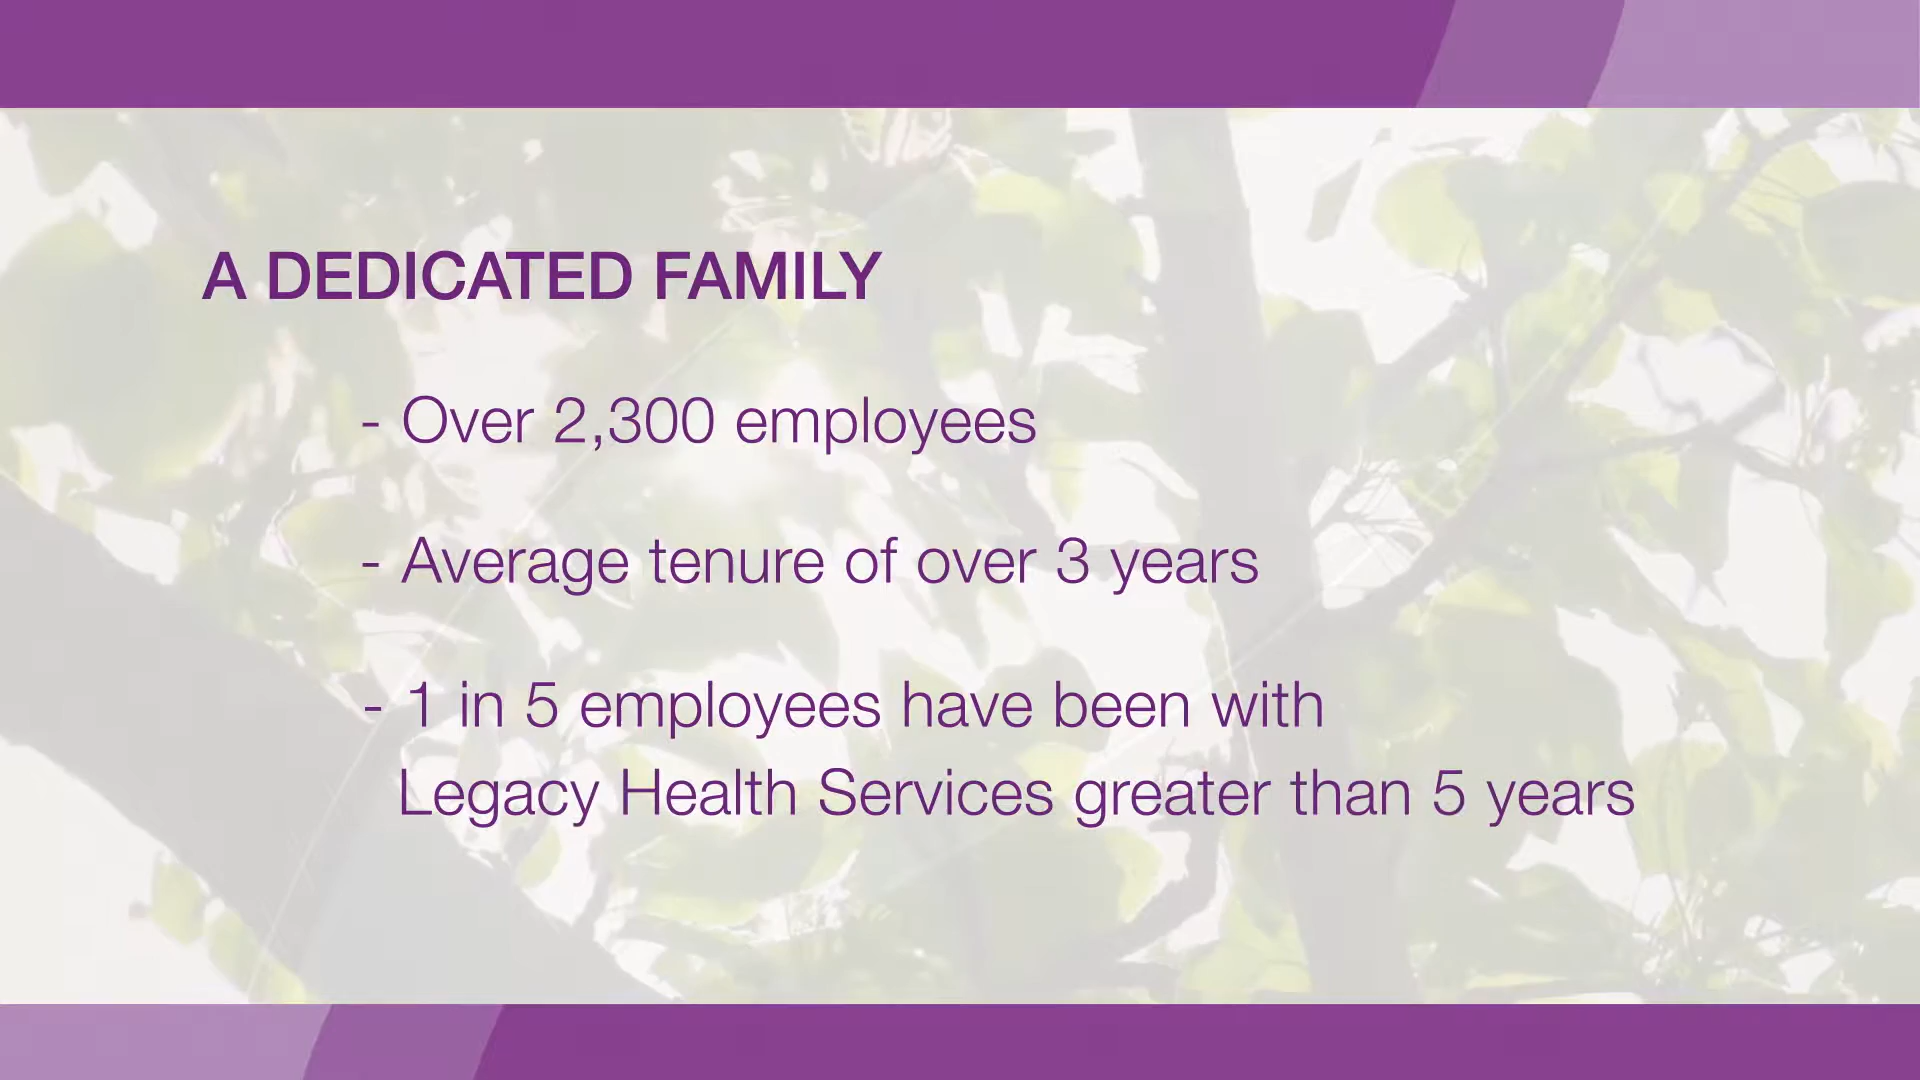 A DEDICATED FAMILY
- Over 2,300 employees
- Average tenure of over 3 years
- 1 in 5 employees have been with
Legacy Health Services greater than 5 years